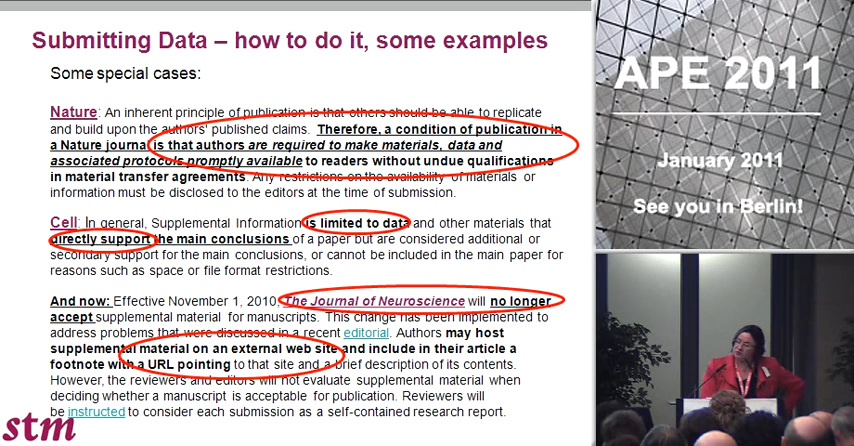 Submitting Data – how to do it, some examples
Some special cases:
Nature: An inherent principle of publication is that others should be able to replicate
and build upon the authors' published claims. Therefore, a condition of publication in
a Nature journal is that authors are required to make materials, data and
associated protocols promptly available to readers without undue qualifications
in material transfer agreements. Any restrictions on the availability of materials or
information must be disclosed to the editors at the time of submission.
Cell: In general, Supplemental Information is limited to data and other materials that
directly support the main conclusions of a paper but are considered additional or
secondary support for the main conclusions, or cannot be included in the main paper for
reasons such as space or file format restrictions.
And now: Effective November 1, 2010, The Journal of Neuroscience will no longer
accept supplemental material for manuscripts. This change has been implemented to
address problems that were discussed in a recent editorial. Authors may host
supplemental material on an external web site and include in their article a
footnote with a URL pointing to that site and a brief description of its contents.
However, the reviewers and editors will not evaluate supplemental material when
deciding whether a manuscript is acceptable for publication. Reviewers will
be instructed to consider each submission as a self-contained research report.
stm
APE 2011
January 2011
See you in Berlin!